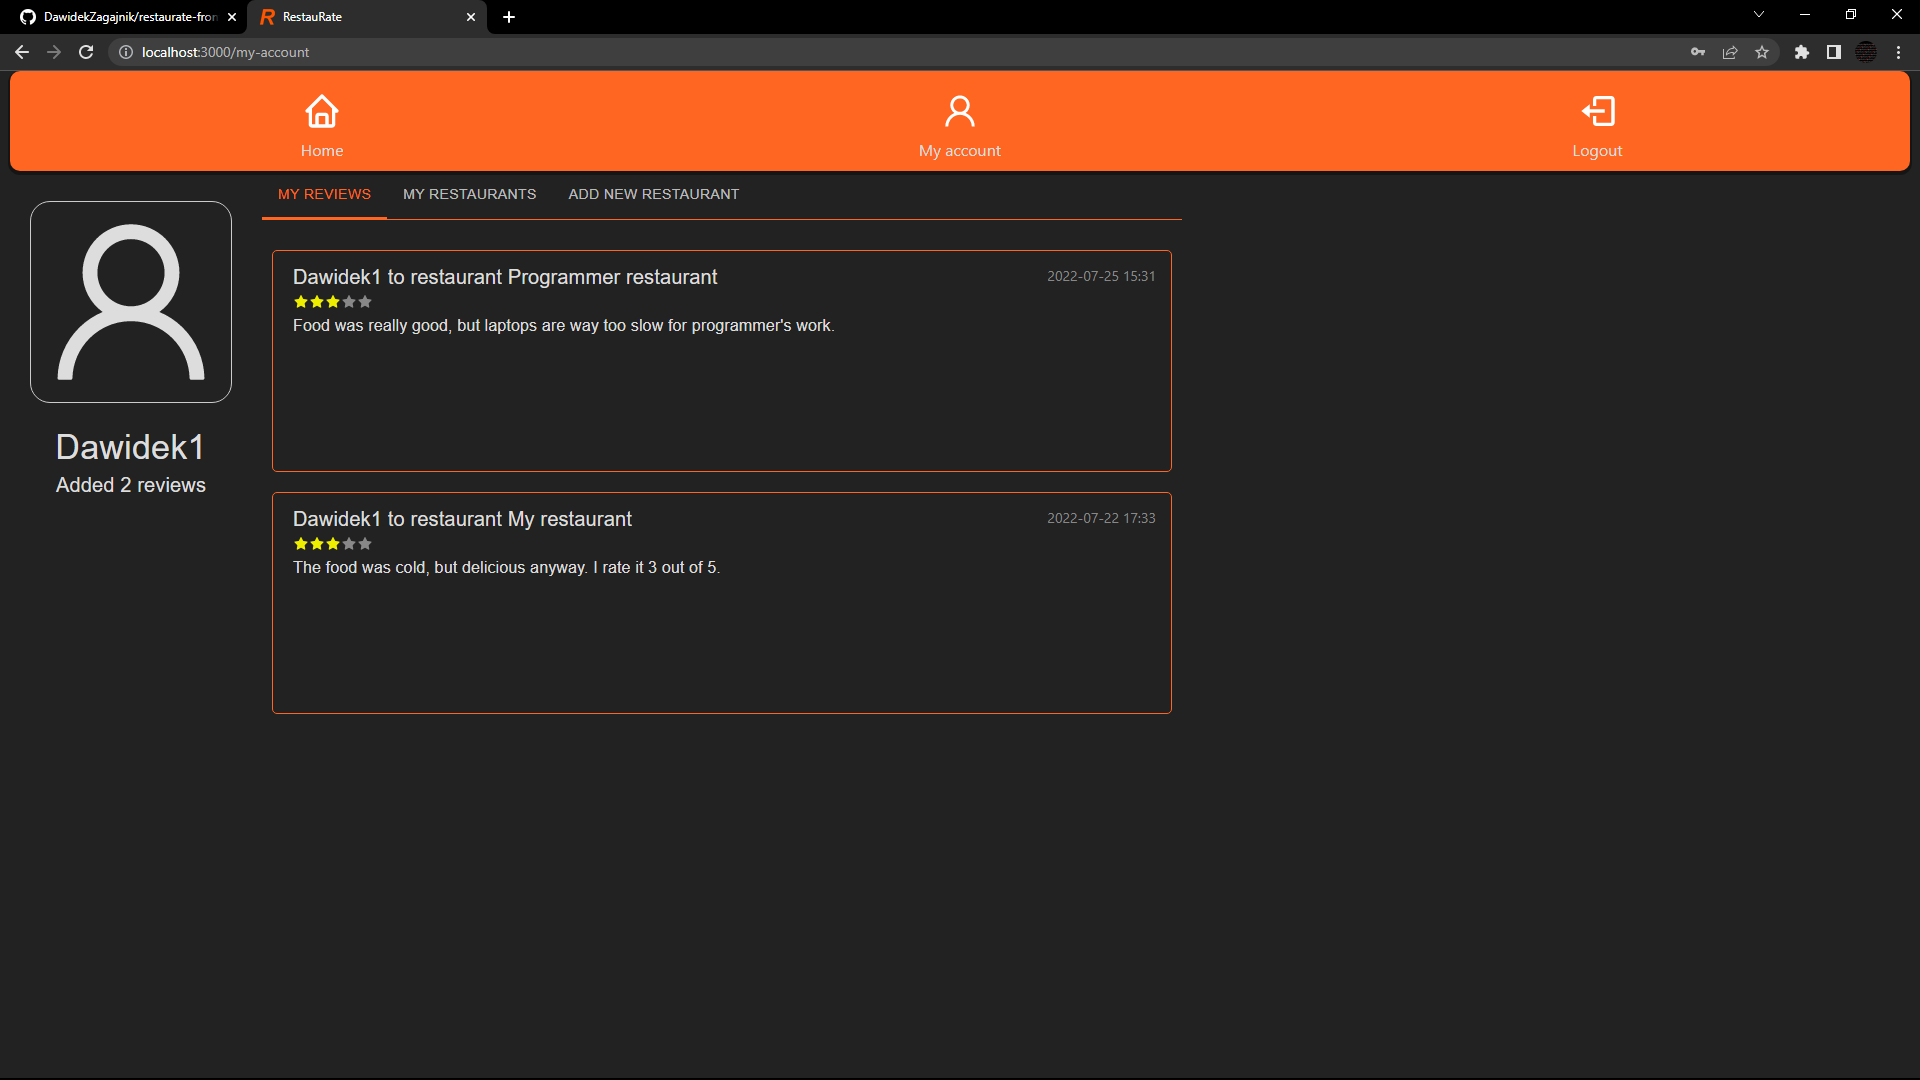 DawidekZagajnik/restaurate-fron
RestauRate
localhost:3000/my-account
Home
My account
Logout
MY REVIEWS
MY RESTAURANTS
ADD NEW RESTAURANT
Dawidek1
Added 2 reviews
Dawidek1 to restaurant Programmer restaurant
2022-07-25 15:31
Food was really good, but laptops are way too slow for programmer's work.
Dawidek1 to restaurant My restaurant
2022-07-22 17:33
The food was cold, but delicious anyway. I rate it 3 out of 5.